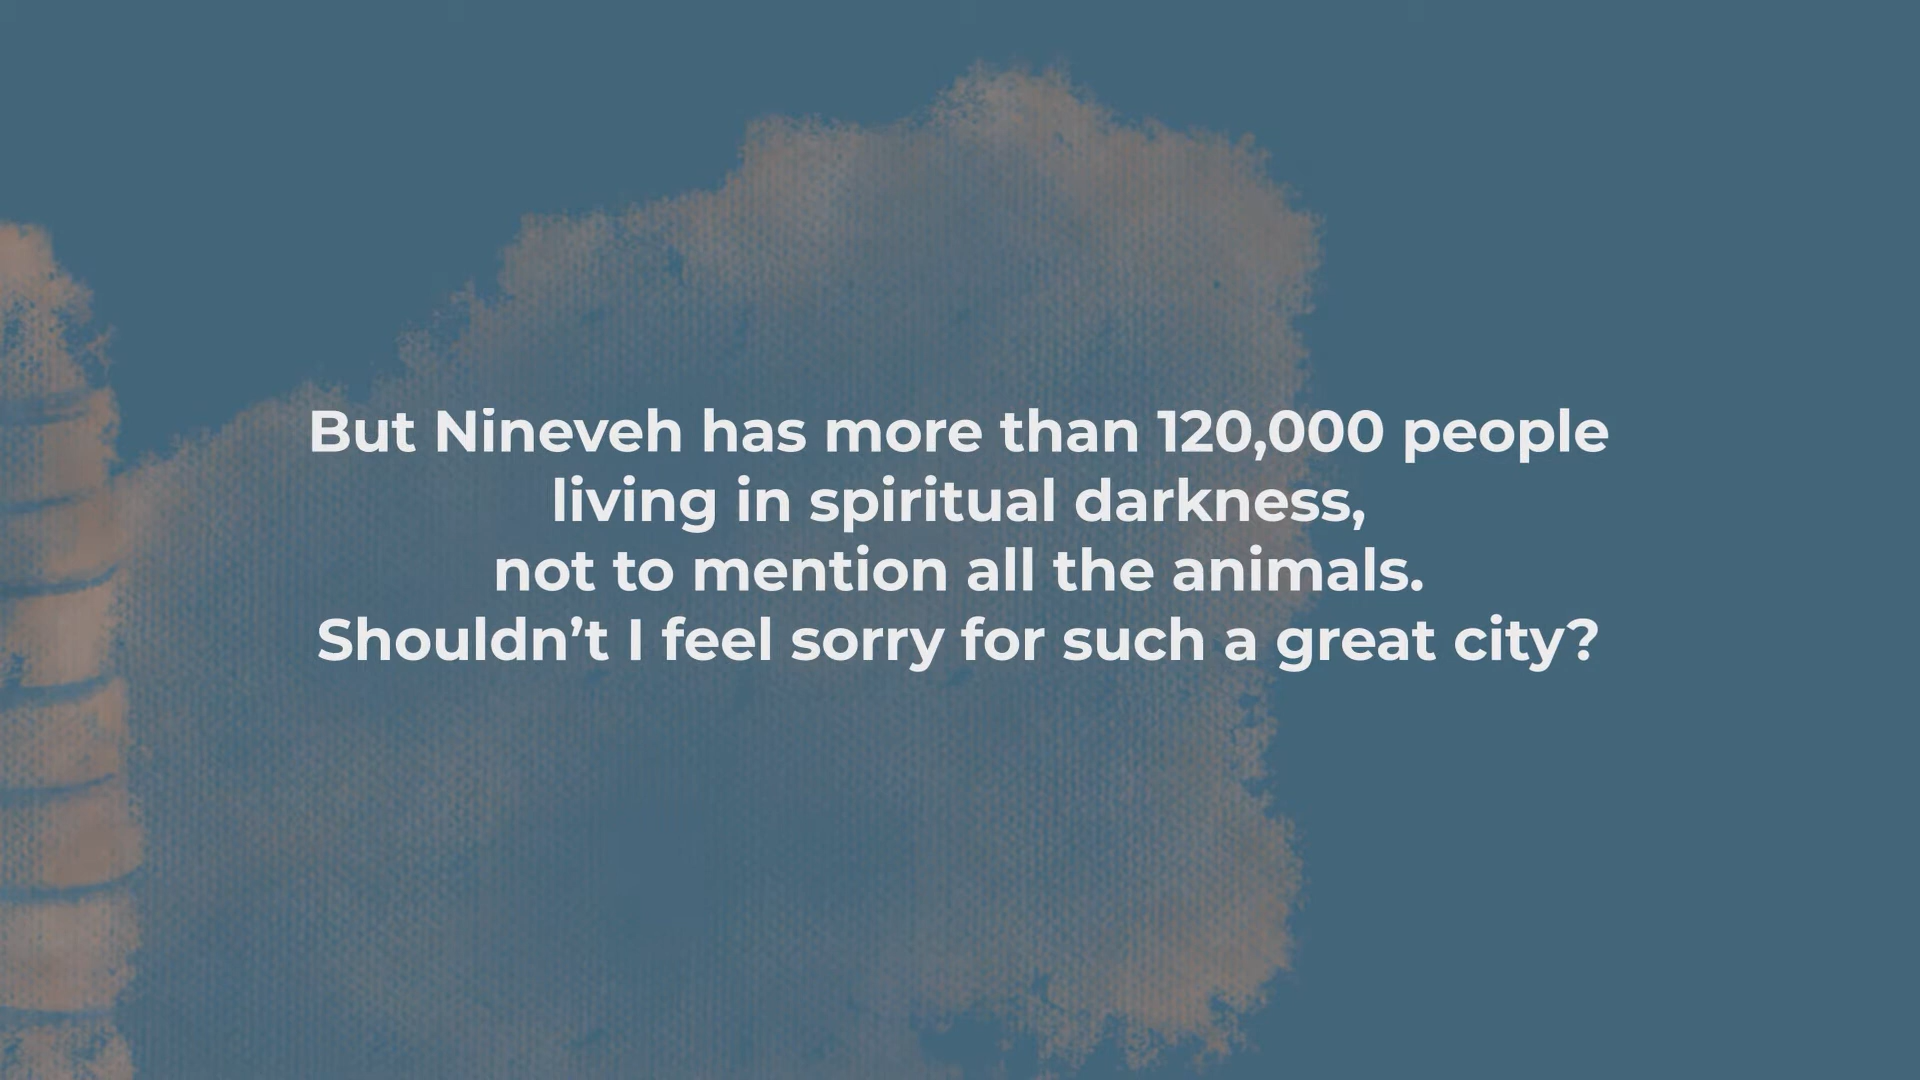 But Nineveh has more than 120,000 people
living in spiritual darkness,
not to mention all the animals.
Shouldn’t I feel sorry for such a great city?